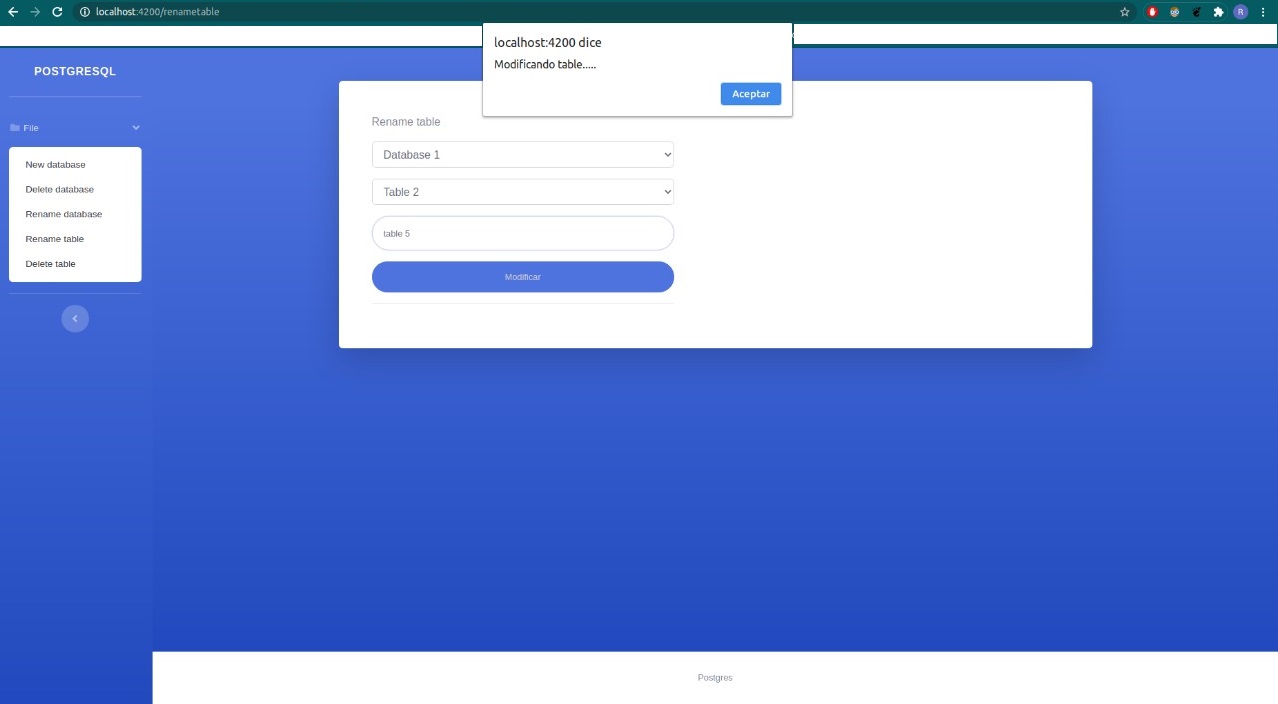 localhost:4200/renametable
R
localhost:4200 dice
Modificando table.....
Aceptar
POSTGRESQL
File
New database
Delete database
Rename database
Rename table
Delete table
Rename table
Database 1
Table 2
table 5
Modificar
Postgres